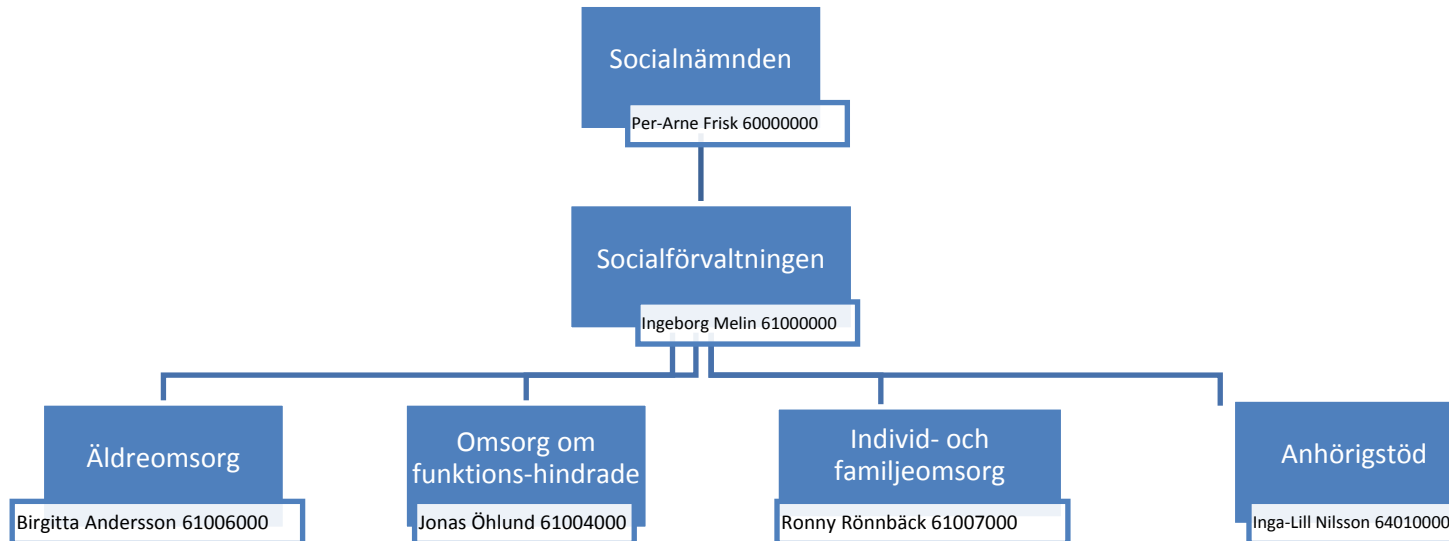 Socialnämnden
Per-Arne Frisk 60000000
Socialförvaltningen
Ingeborg Melin 61000000
Äldreomsorg
Birgitta Andersson 61006000
Omsorg om
funktions-hindrade
Jonas Öhlund 61004000
Individ- och
familjeomsorg
Ronny Rönnbäck 61007000
Anhörigstöd
Inga-Lill Nilsson 64010000